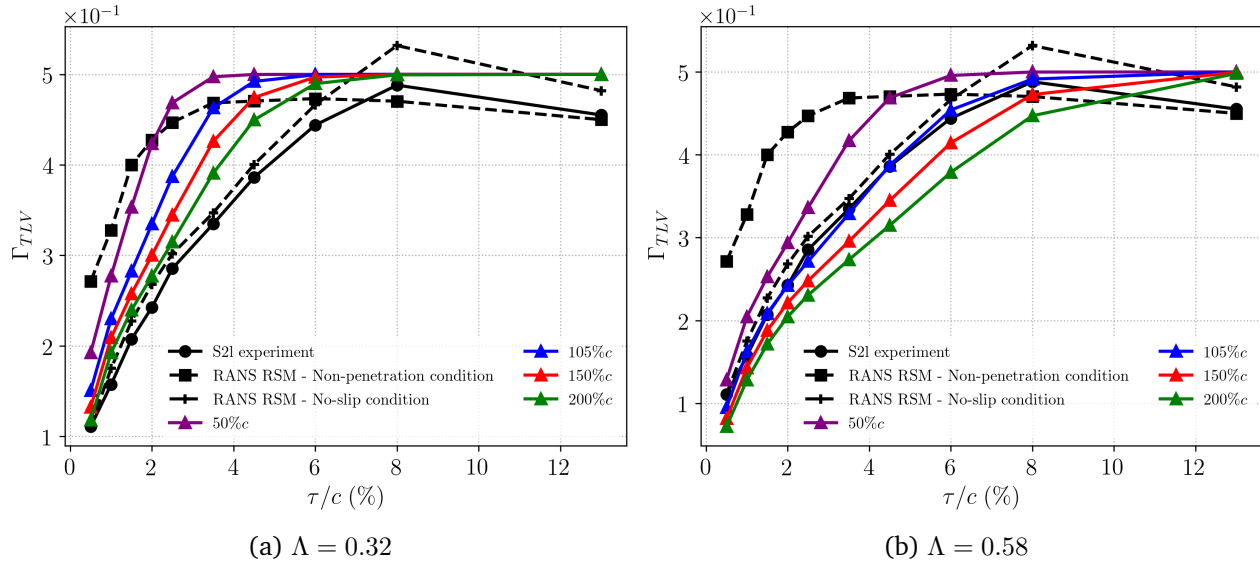 ×10⁻¹
5
4
3
2
1
Γ_TLV
0
2
4
6
8
10
12
τ/c (%)
S2l experiment
RANS RSM - Non-penetration condition
RANS RSM - No-slip condition
50%c
105%c
150%c
200%c
(a) Λ = 0.32
×10⁻¹
5
4
3
2
1
Γ_TLV
0
2
4
6
8
10
12
τ/c (%)
S2l experiment
RANS RSM - Non-penetration condition
RANS RSM - No-slip condition
50%c
105%c
150%c
200%c
(b) Λ = 0.58